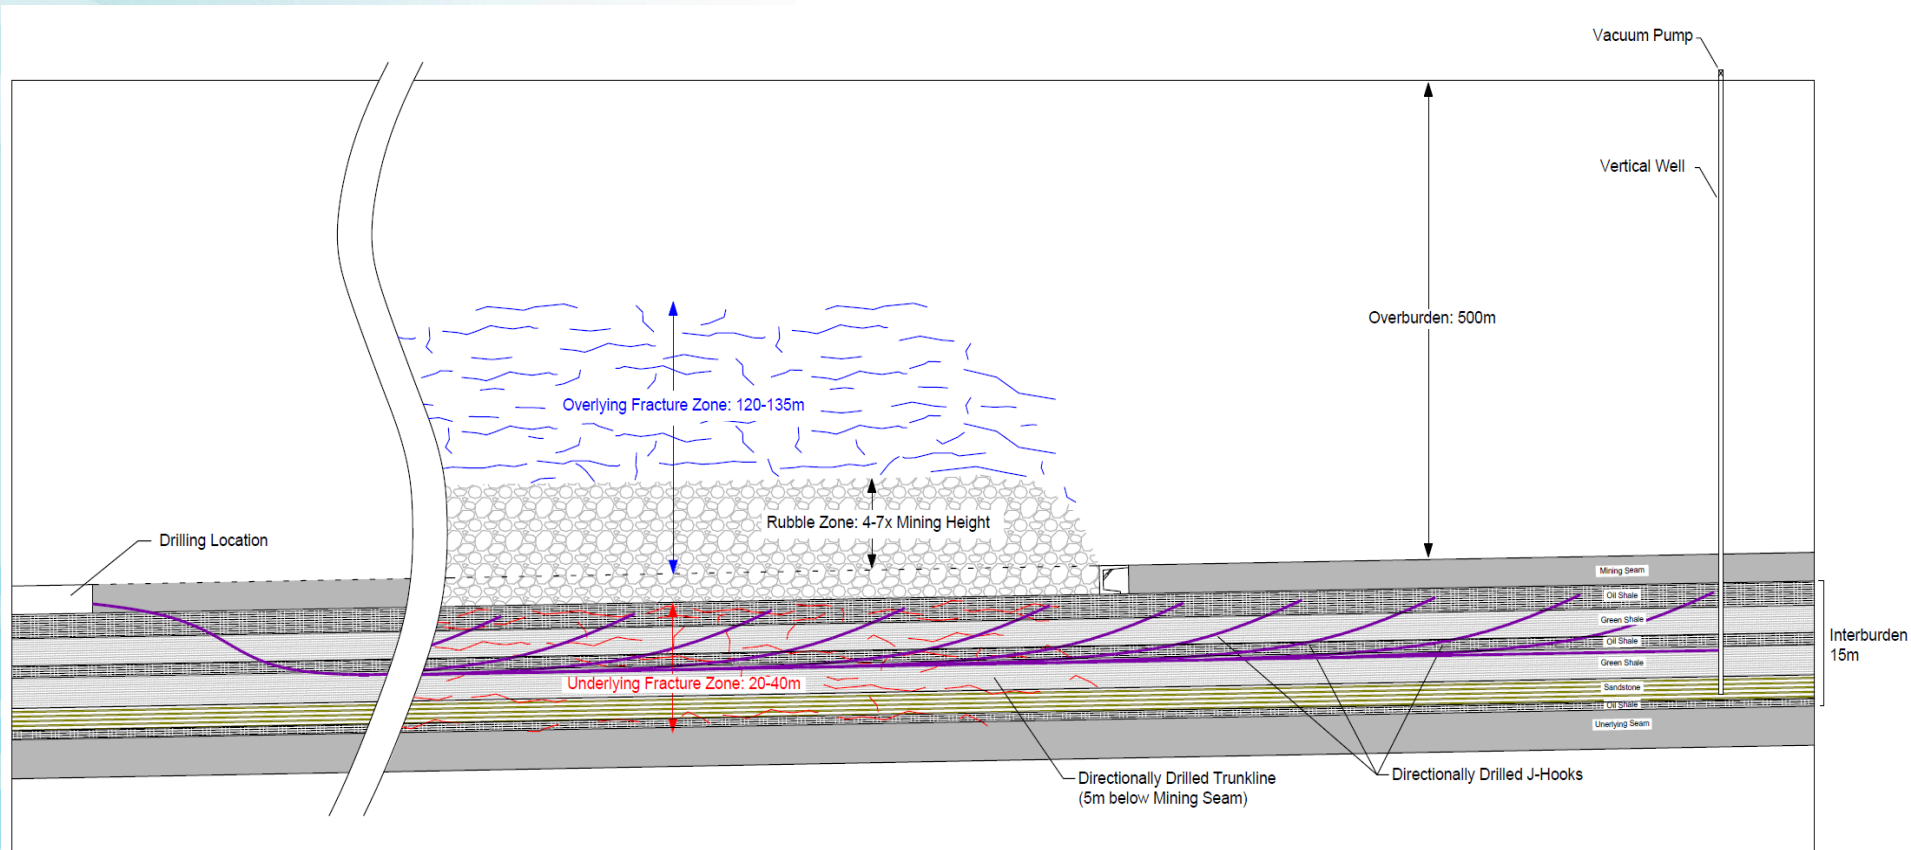 Vacuum Pump
Vertical Well
Overburden: 500m
Overlying Fracture Zone: 120-135m
Rubble Zone: 4-7x Mining Height
Drilling Location
Mining Seam
Oil Shale
Green Shale
Oil Shale
Green Shale
Sandstone
Oil Shale
Unerlying Seam
Interburden
15m
Underlying Fracture Zone: 20-40m
Directionally Drilled Trunkline
(5m below Mining Seam)
Directionally Drilled J-Hooks